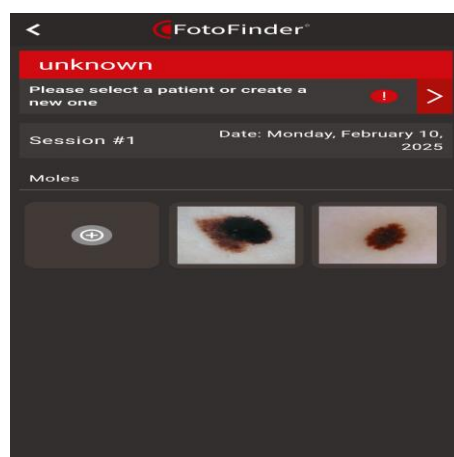 FotoFinder®
unknown
Please select a patient or create a
new one
!
Session #1
Date: Monday, February 10,
2025
Moles